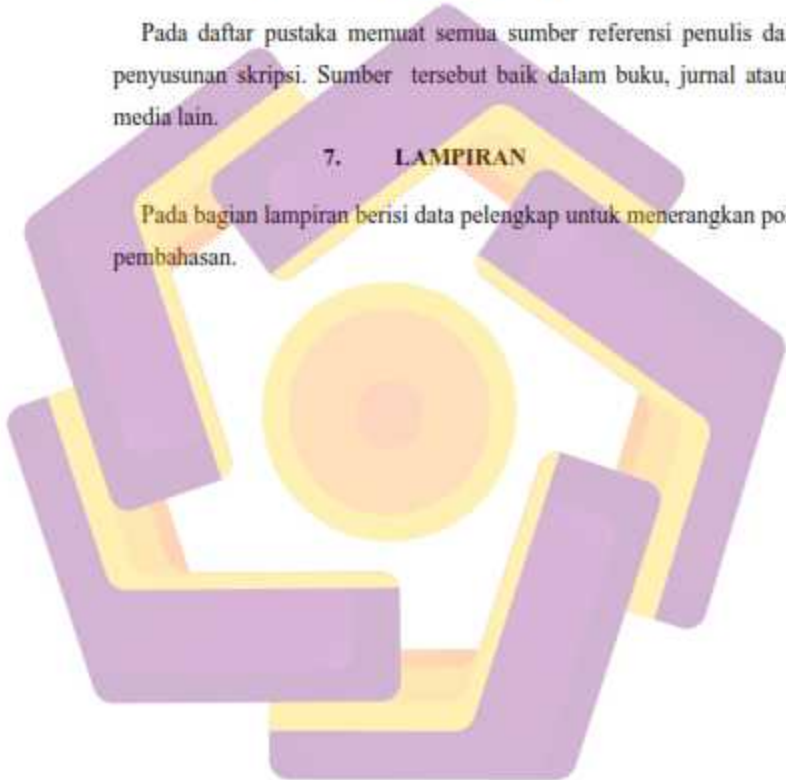 Pada daftar pustaka memuat semua sumber referensi penulis da
penyusunan skripsi. Sumber tersebut baik dalam buku, jurnal atau
media lain.
7. LAMPIRAN
Pada bagian lampiran berisi data pelengkap untuk menerangkan po
pembahasan.